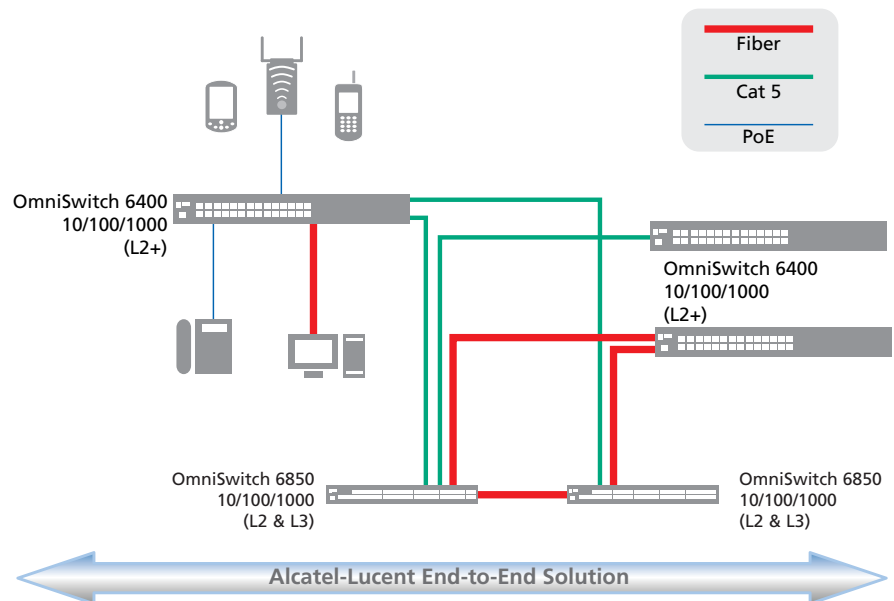 Fiber
Cat 5
PoE
OmniSwitch 6400
10/100/1000
(L2+)
OmniSwitch 6400
10/100/1000
(L2+)
OmniSwitch 6850
10/100/1000
(L2 & L3)
OmniSwitch 6850
10/100/1000
(L2 & L3)
Alcatel-Lucent End-to-End Solution